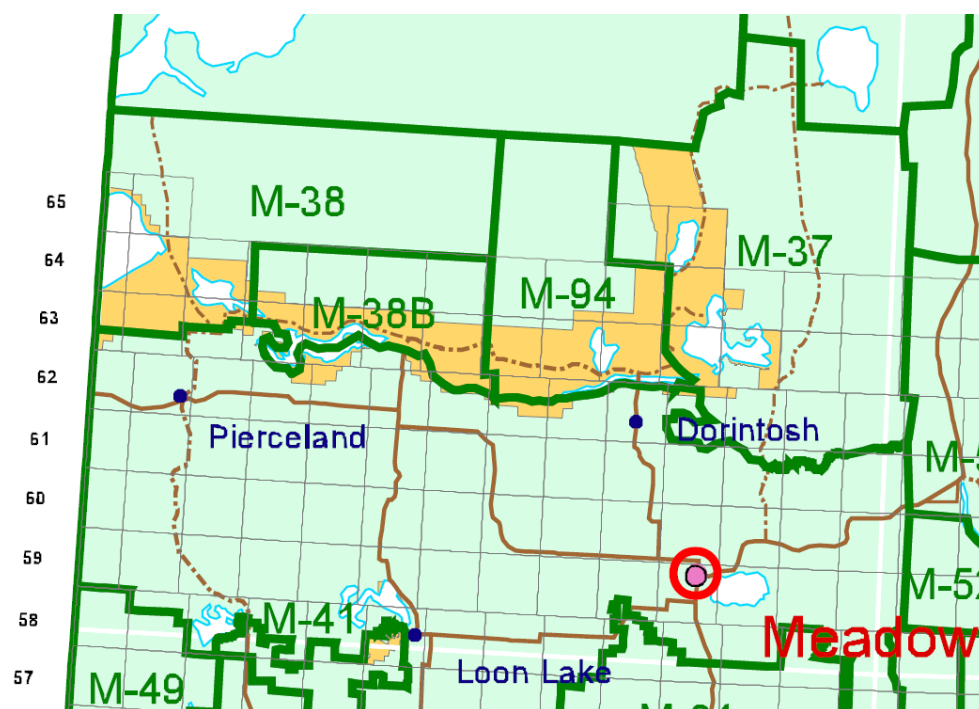 65
M-38
M-37
64
M-94
63
M-38B
62
Pierceland
Dorintosh
61
60
59
58
M-41
Meadow
57
Loon Lake
M-49